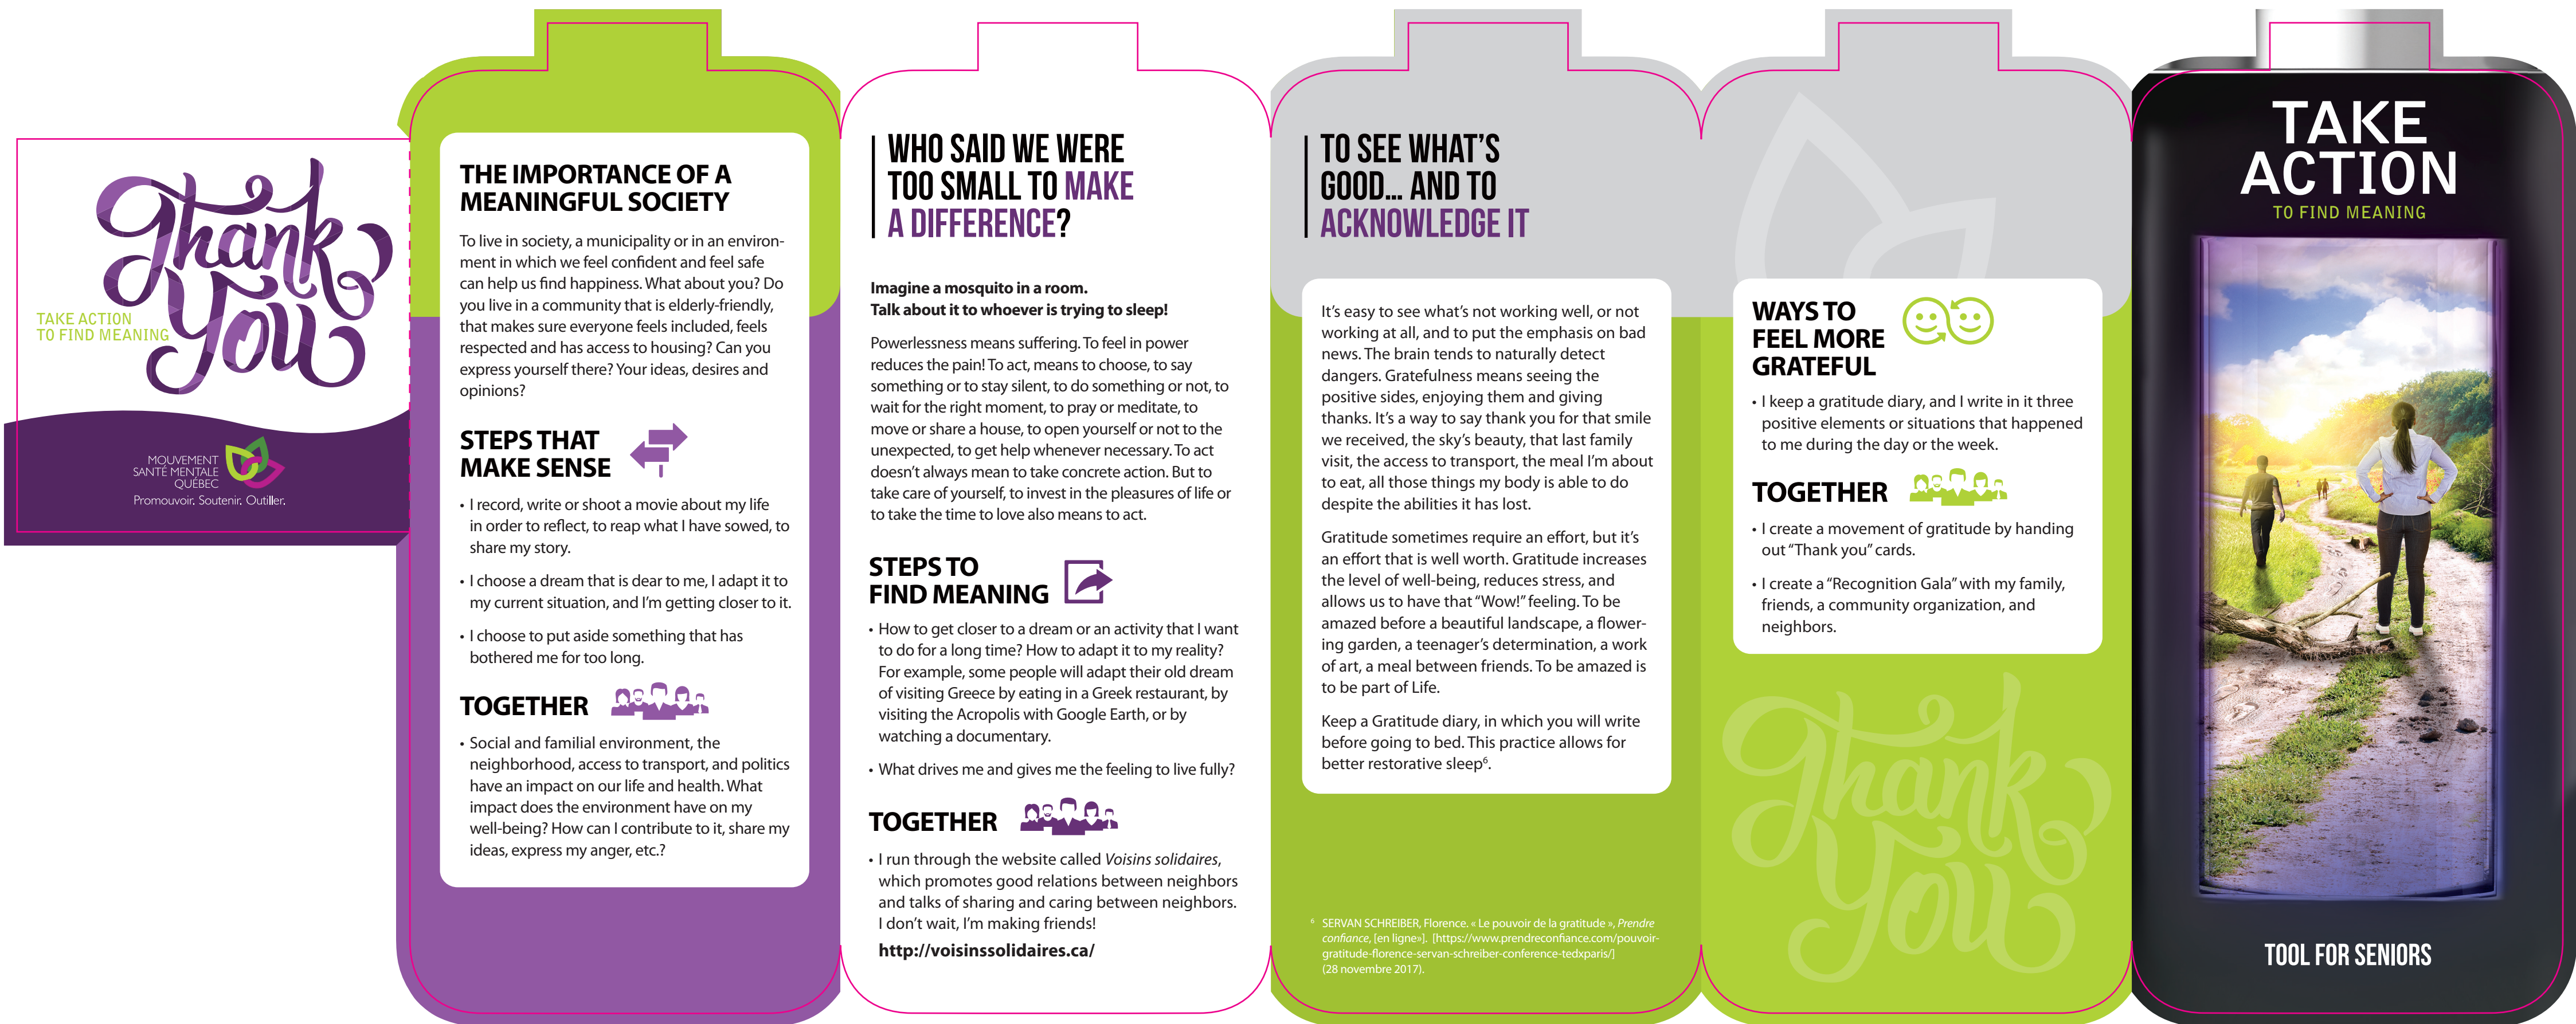 Thank
You
TAKE ACTION
TO FIND MEANING
MOUVEMENT
SANTÉ MENTALE
QUÉBEC
Promouvoir. Soutenir. Outiller.
THE IMPORTANCE OF A
MEANINGFUL SOCIETY
To live in society, a municipality or in an environ-
ment in which we feel confident and feel safe
can help us find happiness. What about you? Do
you live in a community that is elderly-friendly,
that makes sure everyone feels included, feels
respected and has access to housing? Can you
express yourself there? Your ideas, desires and
opinions?
STEPS THAT
MAKE SENSE
• I record, write or shoot a movie about my life
in order to reflect, to reap what I have sowed, to
share my story.
• I choose a dream that is dear to me, I adapt it to
my current situation, and I'm getting closer to it.
• I choose to put aside something that has
bothered me for too long.
TOGETHER
• Social and familial environment, the
neighborhood, access to transport, and politics
have an impact on our life and health. What
impact does the environment have on my
well-being? How can I contribute to it, share my
ideas, express my anger, etc.?
WHO SAID WE WERE
TOO SMALL TO MAKE
A DIFFERENCE?
Imagine a mosquito in a room.
Talk about it to whoever is trying to sleep!
Powerlessness means suffering. To feel in power
reduces the pain! To act, means to choose, to say
something or to stay silent, to do something or not, to
wait for the right moment, to pray or meditate, to
move or share a house, to open yourself or not to the
unexpected, to get help whenever necessary. To act
doesn't always mean to take concrete action. But to
take care of yourself, to invest in the pleasures of life or
to take the time to love also means to act.
STEPS TO
FIND MEANING
• How to get closer to a dream or an activity that I want
to do for a long time? How to adapt it to my reality?
For example, some people will adapt their old dream
of visiting Greece by eating in a Greek restaurant, by
visiting the Acropolis with Google Earth, or by
watching a documentary.
• What drives me and gives me the feeling to live fully?
TOGETHER
• I run through the website called Voisins solidaires,
which promotes good relations between neighbors
and talks of sharing and caring between neighbors.
I don't wait, I'm making friends!
http://voisinssolidaires.ca/
TO SEE WHAT'S
GOOD... AND TO
ACKNOWLEDGE IT
It's easy to see what's not working well, or not
working at all, and to put the emphasis on bad
news. The brain tends to naturally detect
dangers. Gratefulness means seeing the
positive sides, enjoying them and giving
thanks. It's a way to say thank you for that smile
we received, the sky's beauty, that last family
visit, the access to transport, the meal I'm about
to eat, all those things my body is able to do
despite the abilities it has lost.
Gratitude sometimes require an effort, but it's
an effort that is well worth. Gratitude increases
the level of well-being, reduces stress, and
allows us to have that “Wow!” feeling. To be
amazed before a beautiful landscape, a flower-
ing garden, a teenager's determination, a work
of art, a meal between friends. To be amazed is
to be part of Life.
Keep a Gratitude diary, in which you will write
before going to bed. This practice allows for
better restorative sleep⁶.
⁶ SERVAN SCHREIBER, Florence. « Le pouvoir de la gratitude », Prendre
confiance, [en ligne»]. [https://www.prendreconfiance.com/pouvoir-
gratitude-florence-servan-schreiber-conference-tedxparis/]
(28 novembre 2017).
WAYS TO
FEEL MORE
GRATEFUL
• I keep a gratitude diary, and I write in it three
positive elements or situations that happened
to me during the day or the week.
TOGETHER
• I create a movement of gratitude by handing
out “Thank you” cards.
• I create a “Recognition Gala” with my family,
friends, a community organization, and
neighbors.
Thank
You
TAKE
ACTION
TO FIND MEANING
TOOL FOR SENIORS